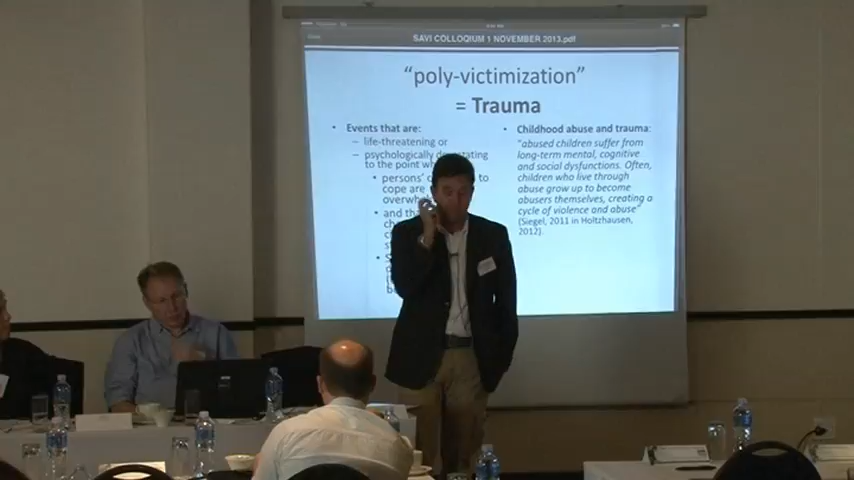 SAVI COLLOQIUM 1 NOVEMBER 2013.pdf
"poly-victimization"
= Trauma
• Events that are:
– life-threatening or
– psychologically
to the point
• persons'
to
cope are
• and
• Childhood abuse and trauma:
"abused children suffer from
long-term mental, cognitive
and social dysfunctions. Often,
children who live through
abuse grow up to become
abusers themselves, creating a
cycle of violence and abuse"
(Siegel, 2011 in Holtzhausen,
2012).